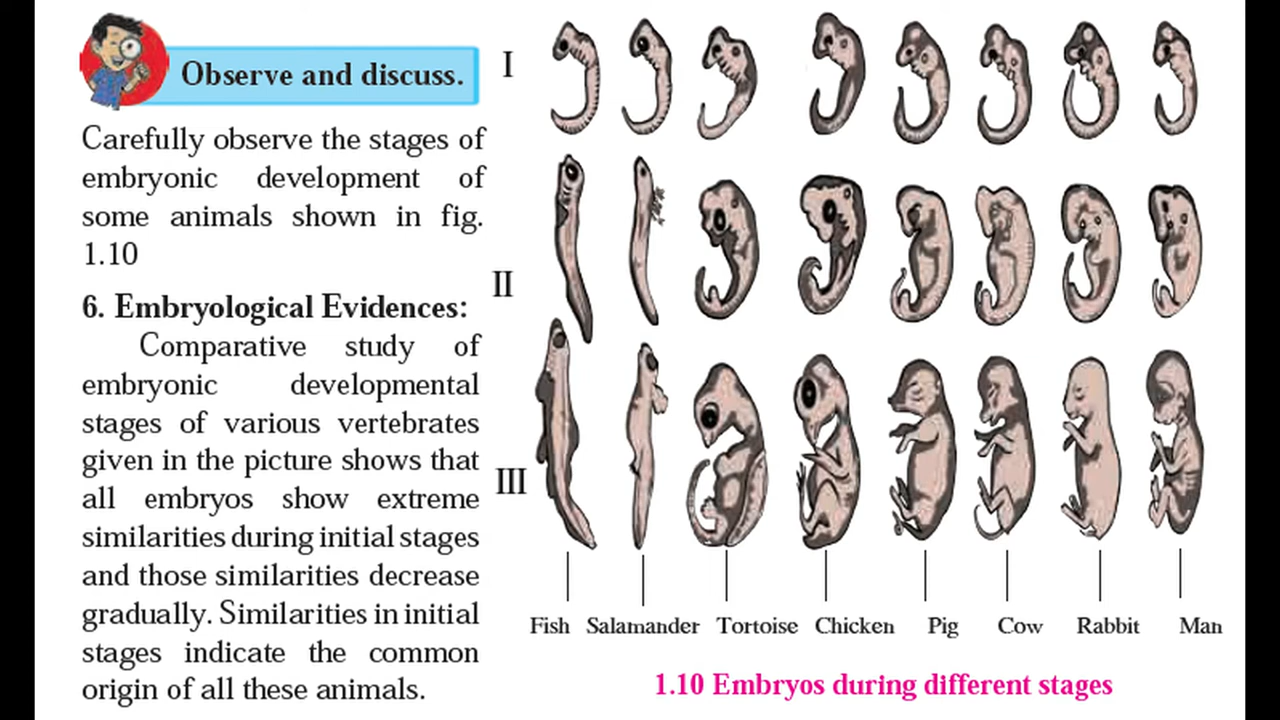 Observe and discuss.
Carefully observe the stages of
embryonic development of
some animals shown in fig.
1.10
6. Embryological Evidences:
Comparative study of
embryonic developmental
stages of various vertebrates
given in the picture shows that
all embryos show extreme
similarities during initial stages
and those similarities decrease
gradually. Similarities in initial
stages indicate the common
origin of all these animals.
I
II
III
Fish Salamander Tortoise Chicken Pig Cow Rabbit Man
1.10 Embryos during different stages